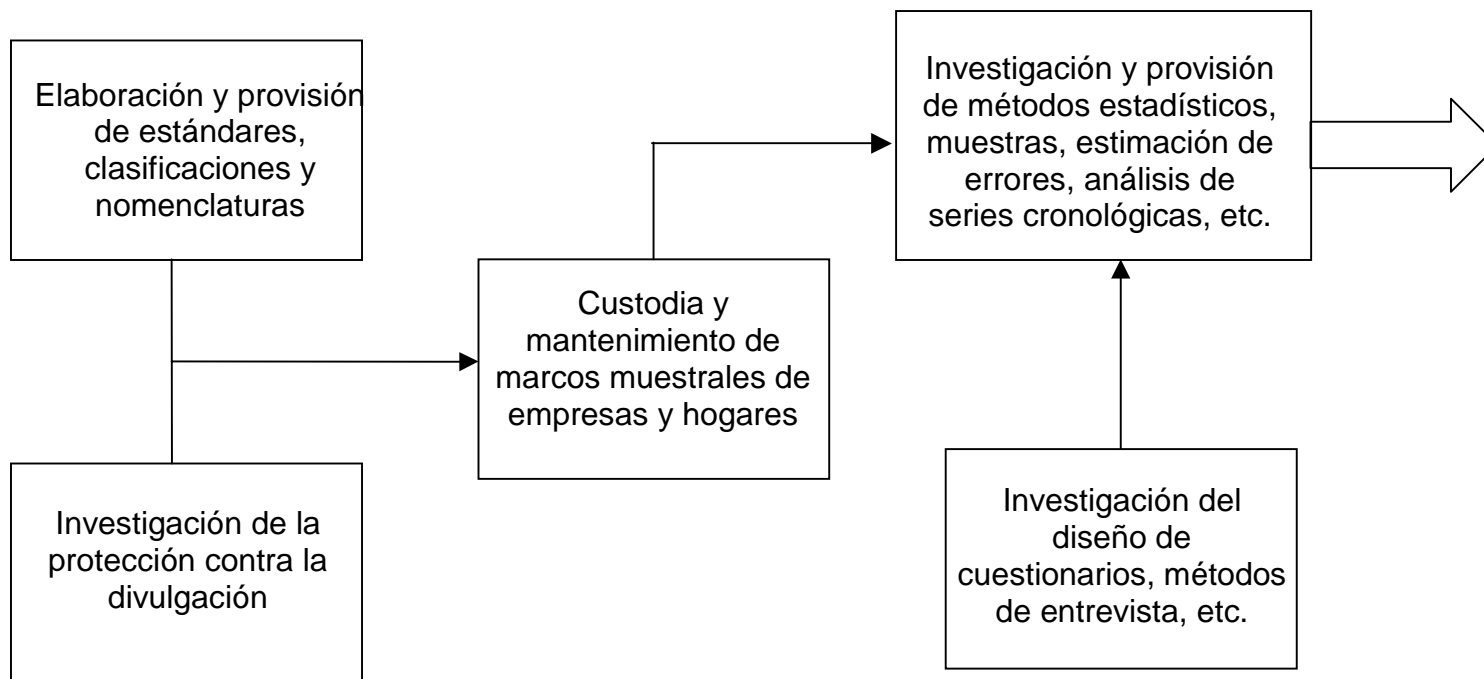 Elaboración y provisión
de estándares,
clasificaciones y
nomenclaturas
Investigación y provisión
de métodos estadísticos,
muestras, estimación de
errores, análisis de
series cronológicas, etc.
Custodia y
mantenimiento de
marcos muestrales de
empresas y hogares
Investigación de la
protección contra la
divulgación
Investigación del
diseño de
cuestionarios, métodos
de entrevista, etc.